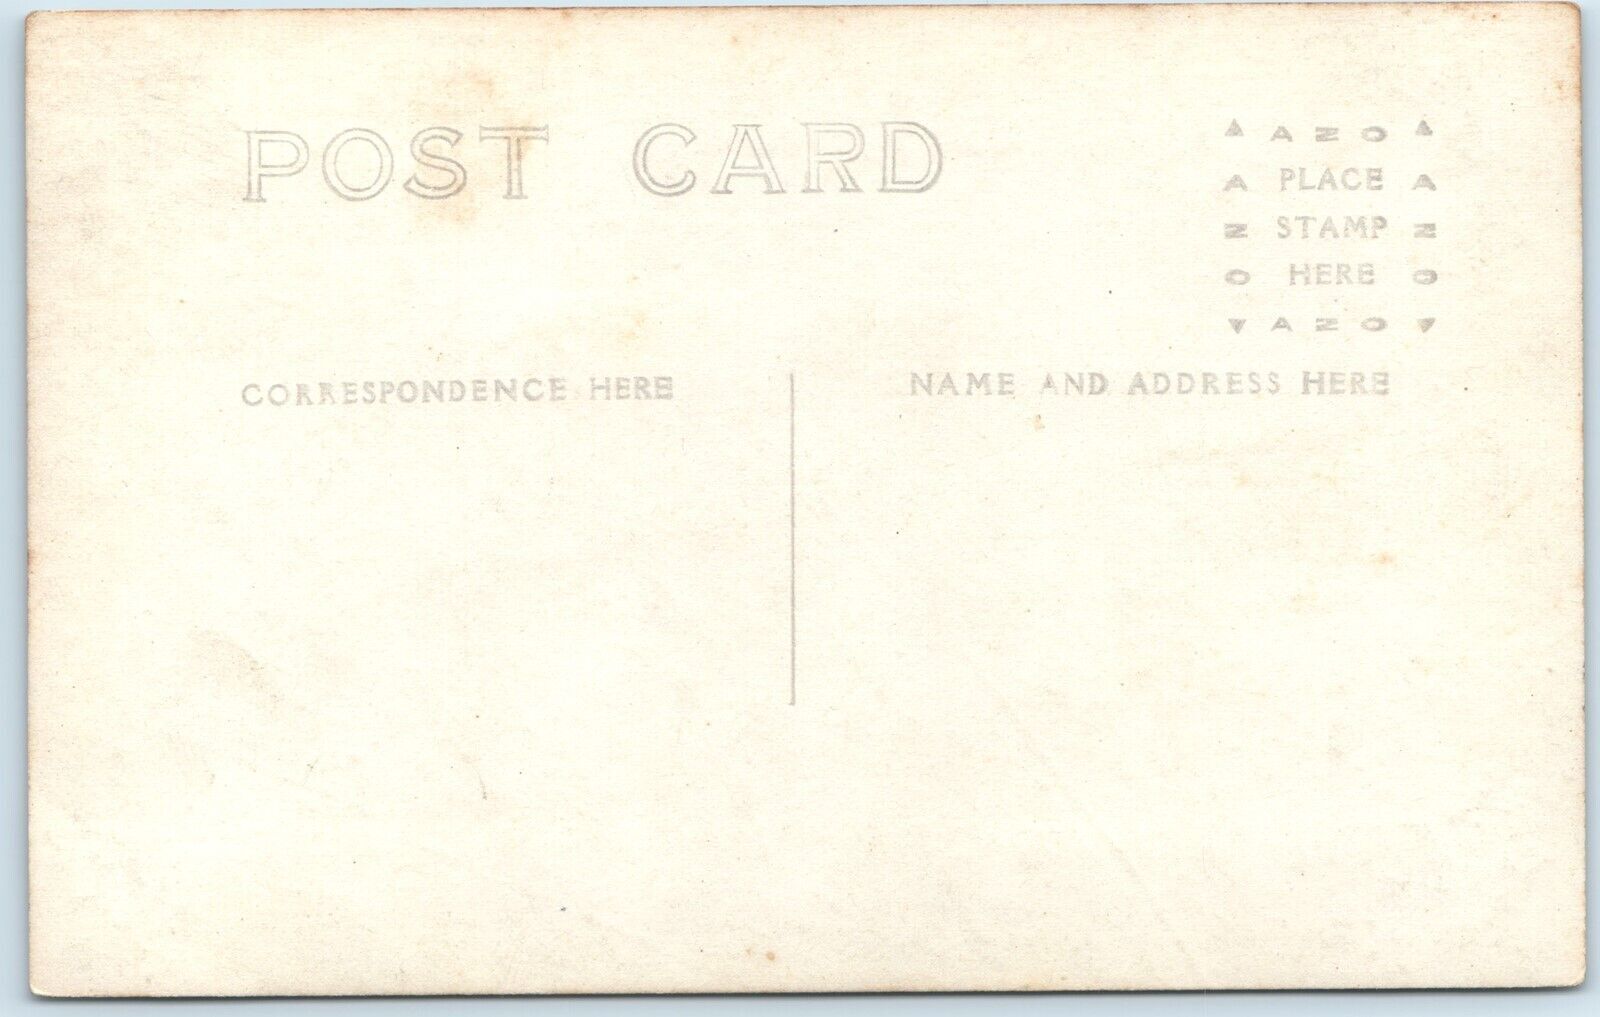 POST CARD
AZO
A PLACE A
N STAMP N
O HERE O
AZO
CORRESPONDENCE HERE
NAME AND ADDRESS HERE